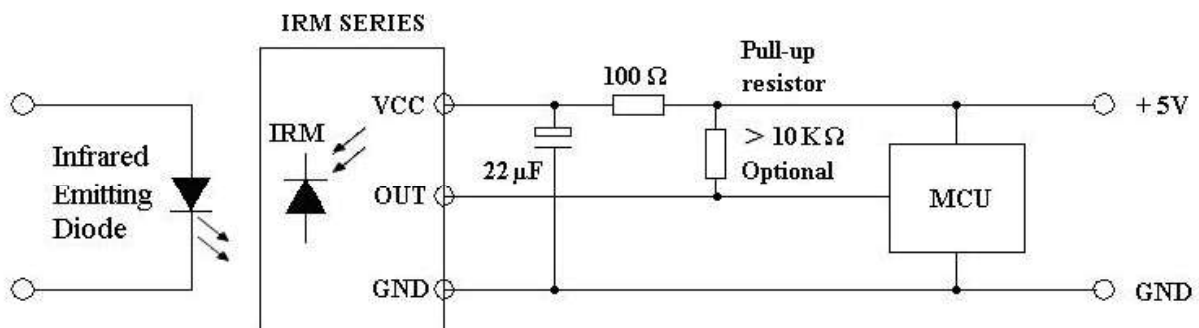 IRM SERIES
Infrared
Emitting
Diode
IRM
VCC
OUT
GND
22 μF
100 Ω
Pull-up
resistor
> 10 K Ω
Optional
MCU
+ 5V
GND